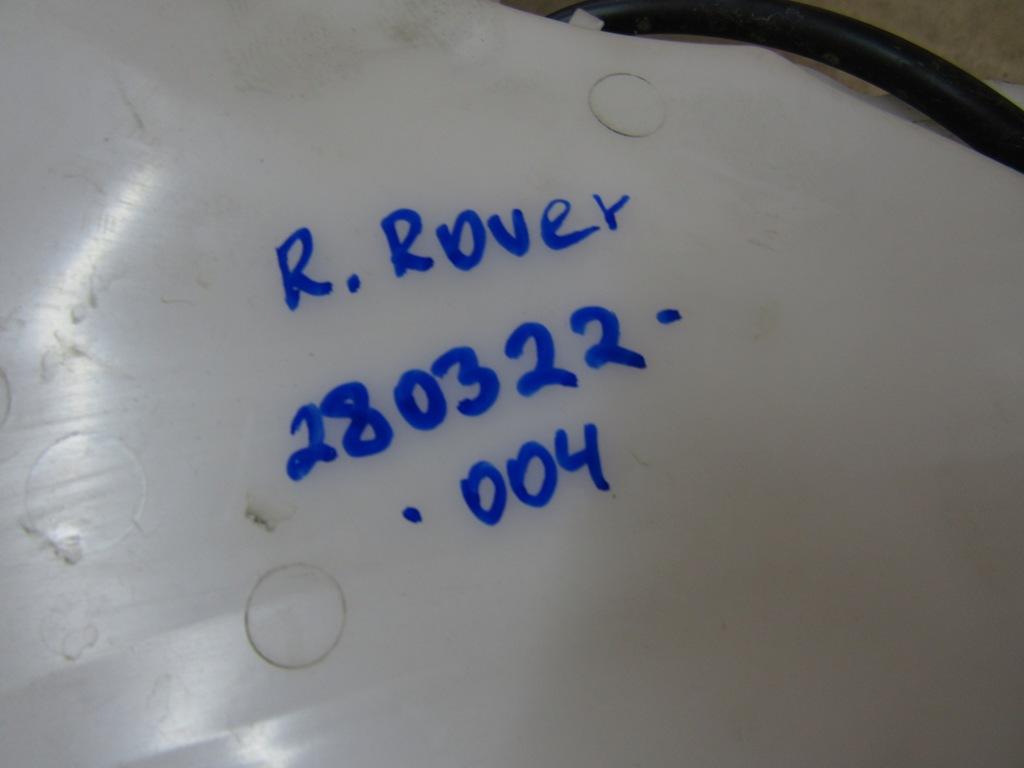 R. Rover
280322-
. 004